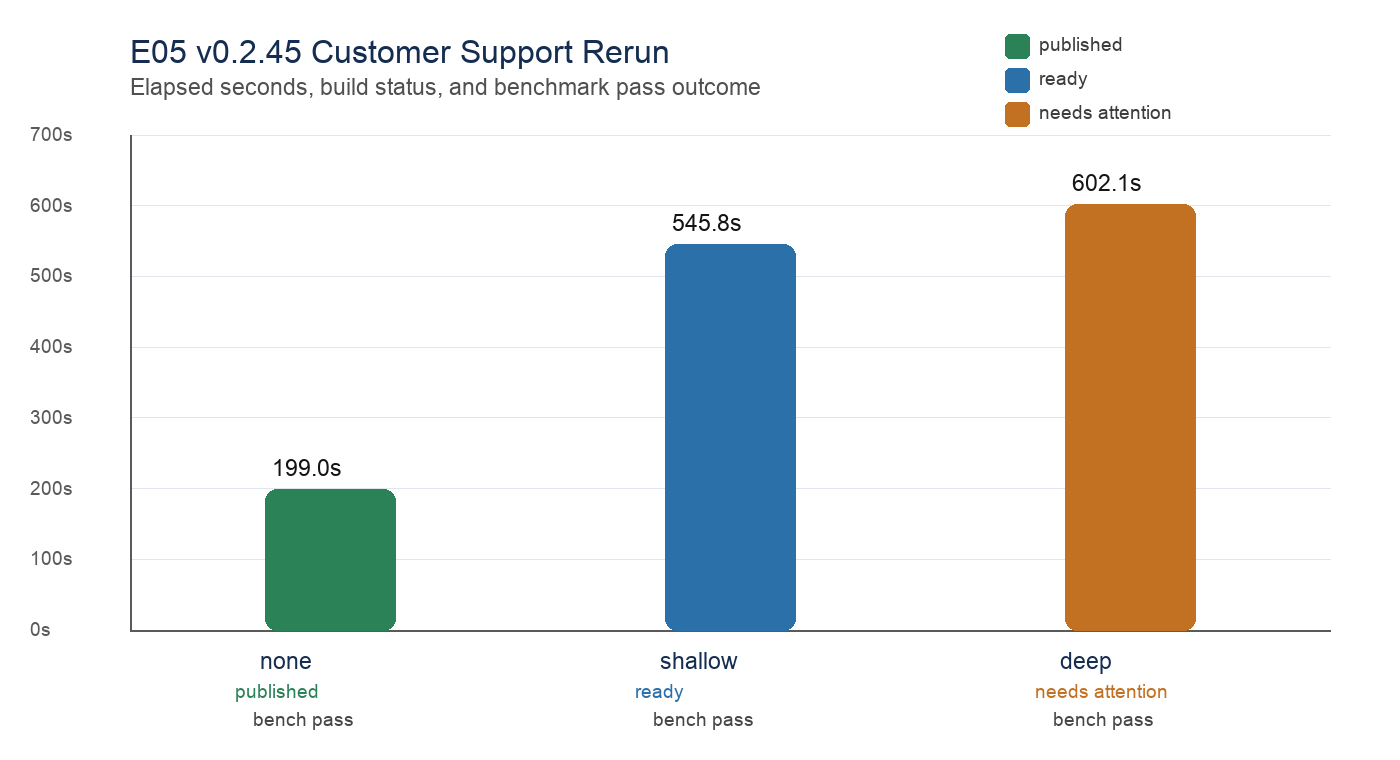 E05 v0.2.45 Customer Support Rerun
Elapsed seconds, build status, and benchmark pass outcome
published
ready
needs attention
700s
600s
500s
400s
300s
200s
100s
0s
199.0s
545.8s
602.1s
none
published
bench pass
shallow
ready
bench pass
deep
needs attention
bench pass